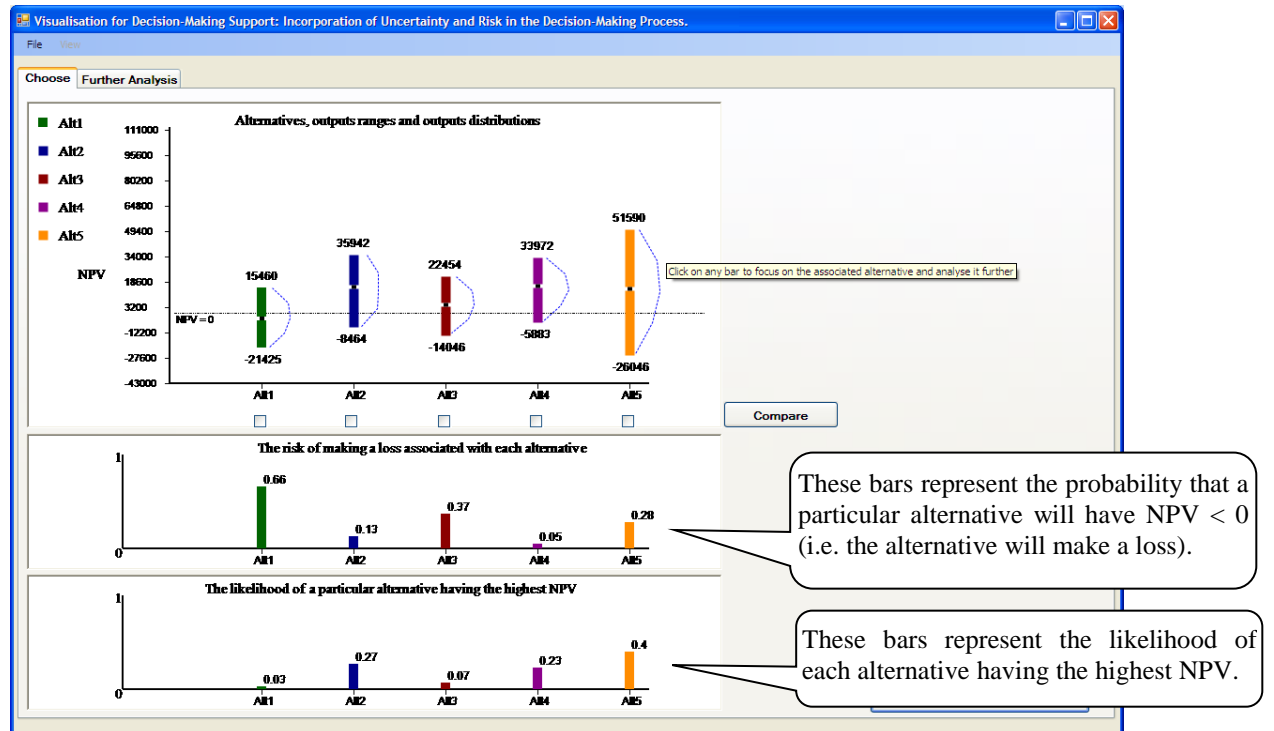 Visualisation for Decision-Making Support: Incorporation of Uncertainty and Risk in the Decision-Making Process.
File View
Choose Further Analysis
Alternatives, outputs ranges and outputs distributions
Alt1
Alt2
Alt3
Alt4
Alt5
NPV
111000
95600
80200
64800
49400
34000
18600
3200
-12200
-27600
-43000
NPV=0
15460
-21425
35942
-8464
22454
-14046
33972
-5883
51590
-26046
Click on any bar to focus on the associated alternative and analyse it further
Alt1 Alt2 Alt3 Alt4 Alt5
Compare
The risk of making a loss associated with each alternative
1
0.66 0.13 0.37 0.05 0.28
0
Alt1 Alt2 Alt3 Alt4 Alt5
These bars represent the probability that a
particular alternative will have NPV < 0
(i.e. the alternative will make a loss).
The likelihood of a particular alternative having the highest NPV
1
0.03 0.27 0.07 0.23 0.4
0
Alt1 Alt2 Alt3 Alt4 Alt5
These bars represent the likelihood of
each alternative having the highest NPV.